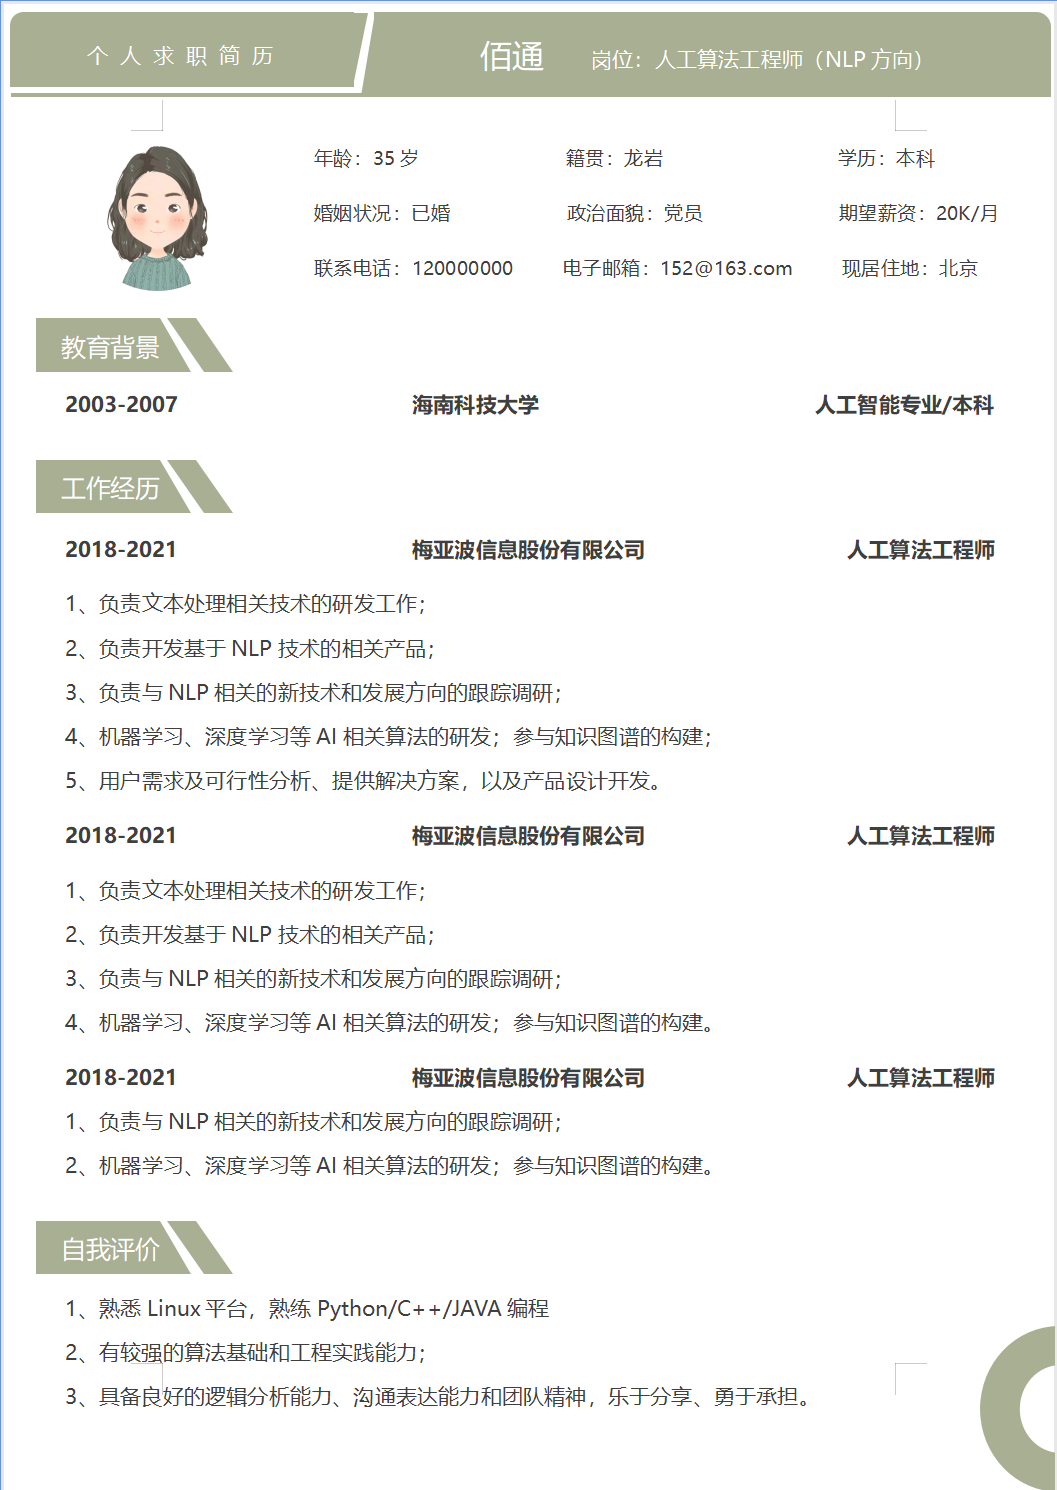 个人求职简历
佰通 岗位：人工算法工程师（NLP 方向）
年龄：35 岁 籍贯：龙岩 学历：本科
婚姻状况：已婚 政治面貌：党员 期望薪资：20K/月
联系电话：120000000 电子邮箱：152@163.com 现居住地：北京
教育背景
2003-2007 海南科技大学 人工智能专业/本科
工作经历
2018-2021 梅亚波信息股份有限公司 人工算法工程师
1、负责文本处理相关技术的研发工作；
2、负责开发基于 NLP 技术的相关产品；
3、负责与 NLP 相关的新技术和发展方向的跟踪调研；
4、机器学习、深度学习等 AI 相关算法的研发；参与知识图谱的构建；
5、用户需求及可行性分析、提供解决方案，以及产品设计开发。
2018-2021 梅亚波信息股份有限公司 人工算法工程师
1、负责文本处理相关技术的研发工作；
2、负责开发基于 NLP 技术的相关产品；
3、负责与 NLP 相关的新技术和发展方向的跟踪调研；
4、机器学习、深度学习等 AI 相关算法的研发；参与知识图谱的构建。
2018-2021 梅亚波信息股份有限公司 人工算法工程师
1、负责与 NLP 相关的新技术和发展方向的跟踪调研；
2、机器学习、深度学习等 AI 相关算法的研发；参与知识图谱的构建。
自我评价
1、熟悉 Linux 平台，熟练 Python/C++/JAVA 编程
2、有较强的算法基础和工程实践能力；
3、具备良好的逻辑分析能力、沟通表达能力和团队精神，乐于分享、勇于承担。